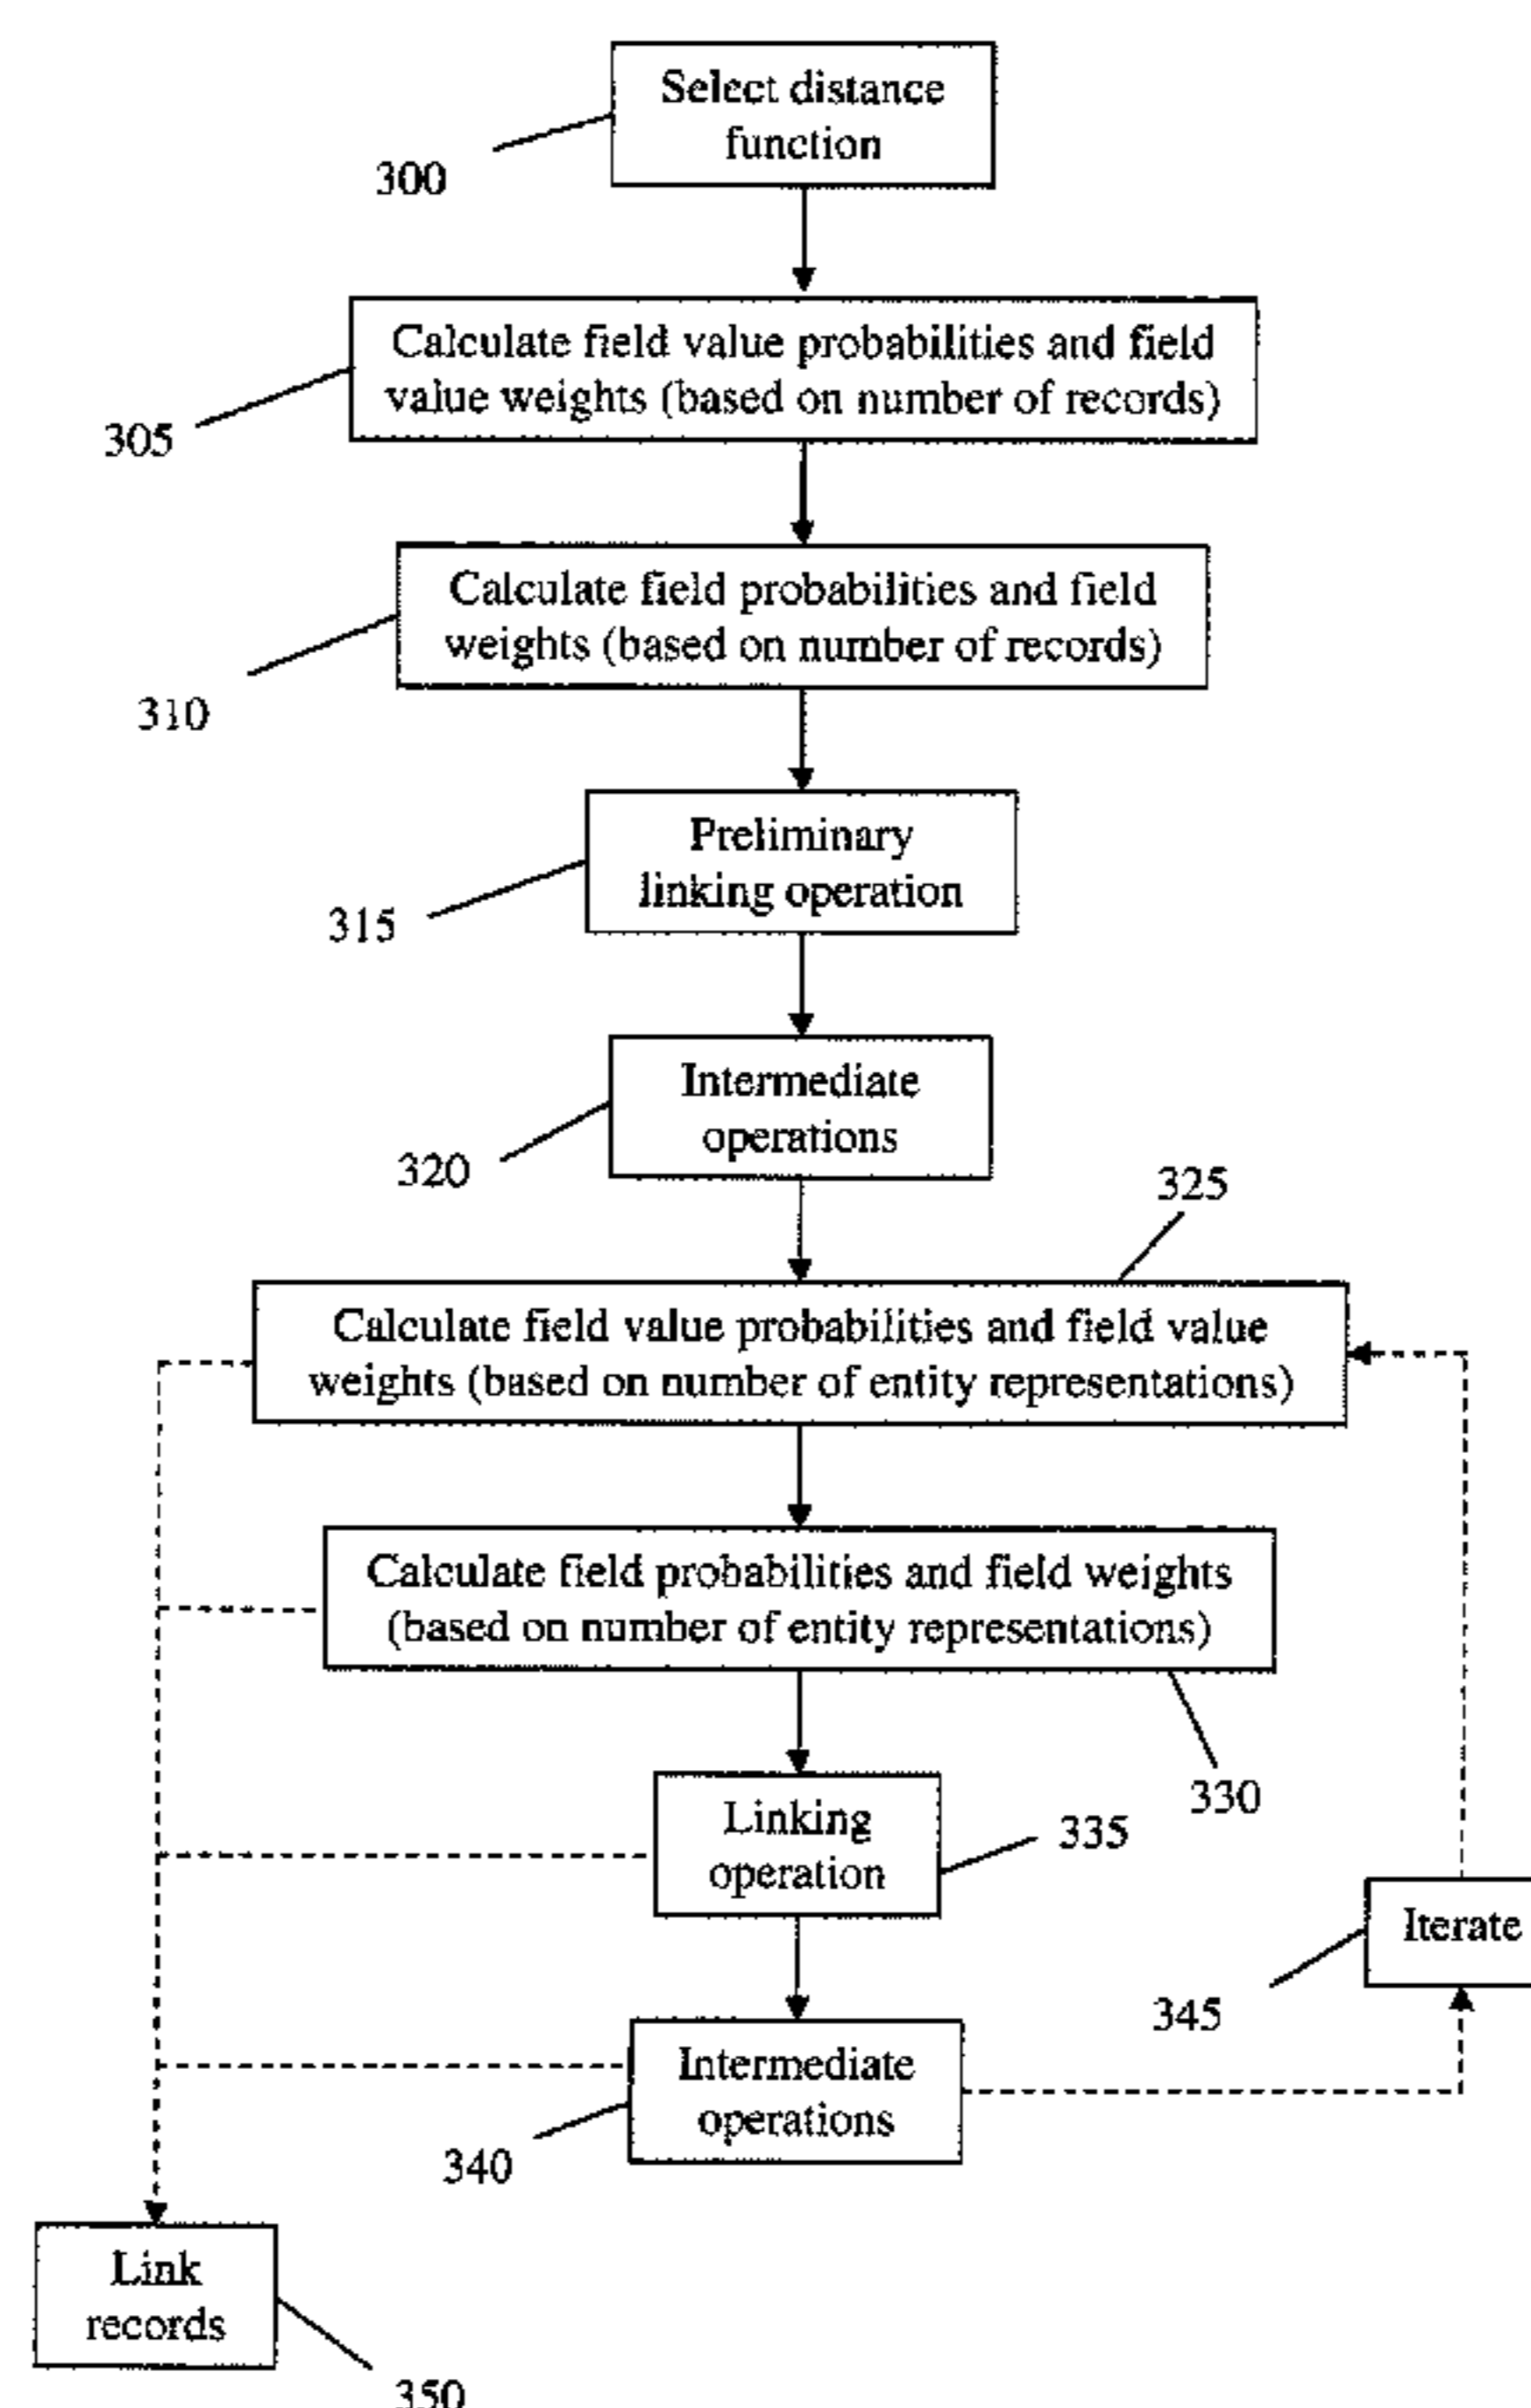 Select distance
function
300
Calculate field value probabilities and field
value weights (based on number of records)
305
Calculate field probabilities and field
weights (based on number of records)
310
Preliminary
linking operation
315
Intermediate
operations
320
325
Calculate field value probabilities and field value
weights (based on number of entity representations)
Calculate field probabilities and field weights
(based on number of entity representations)
330
Linking
operation
335
Iterate
345
Intermediate
operations
340
Link
records
350